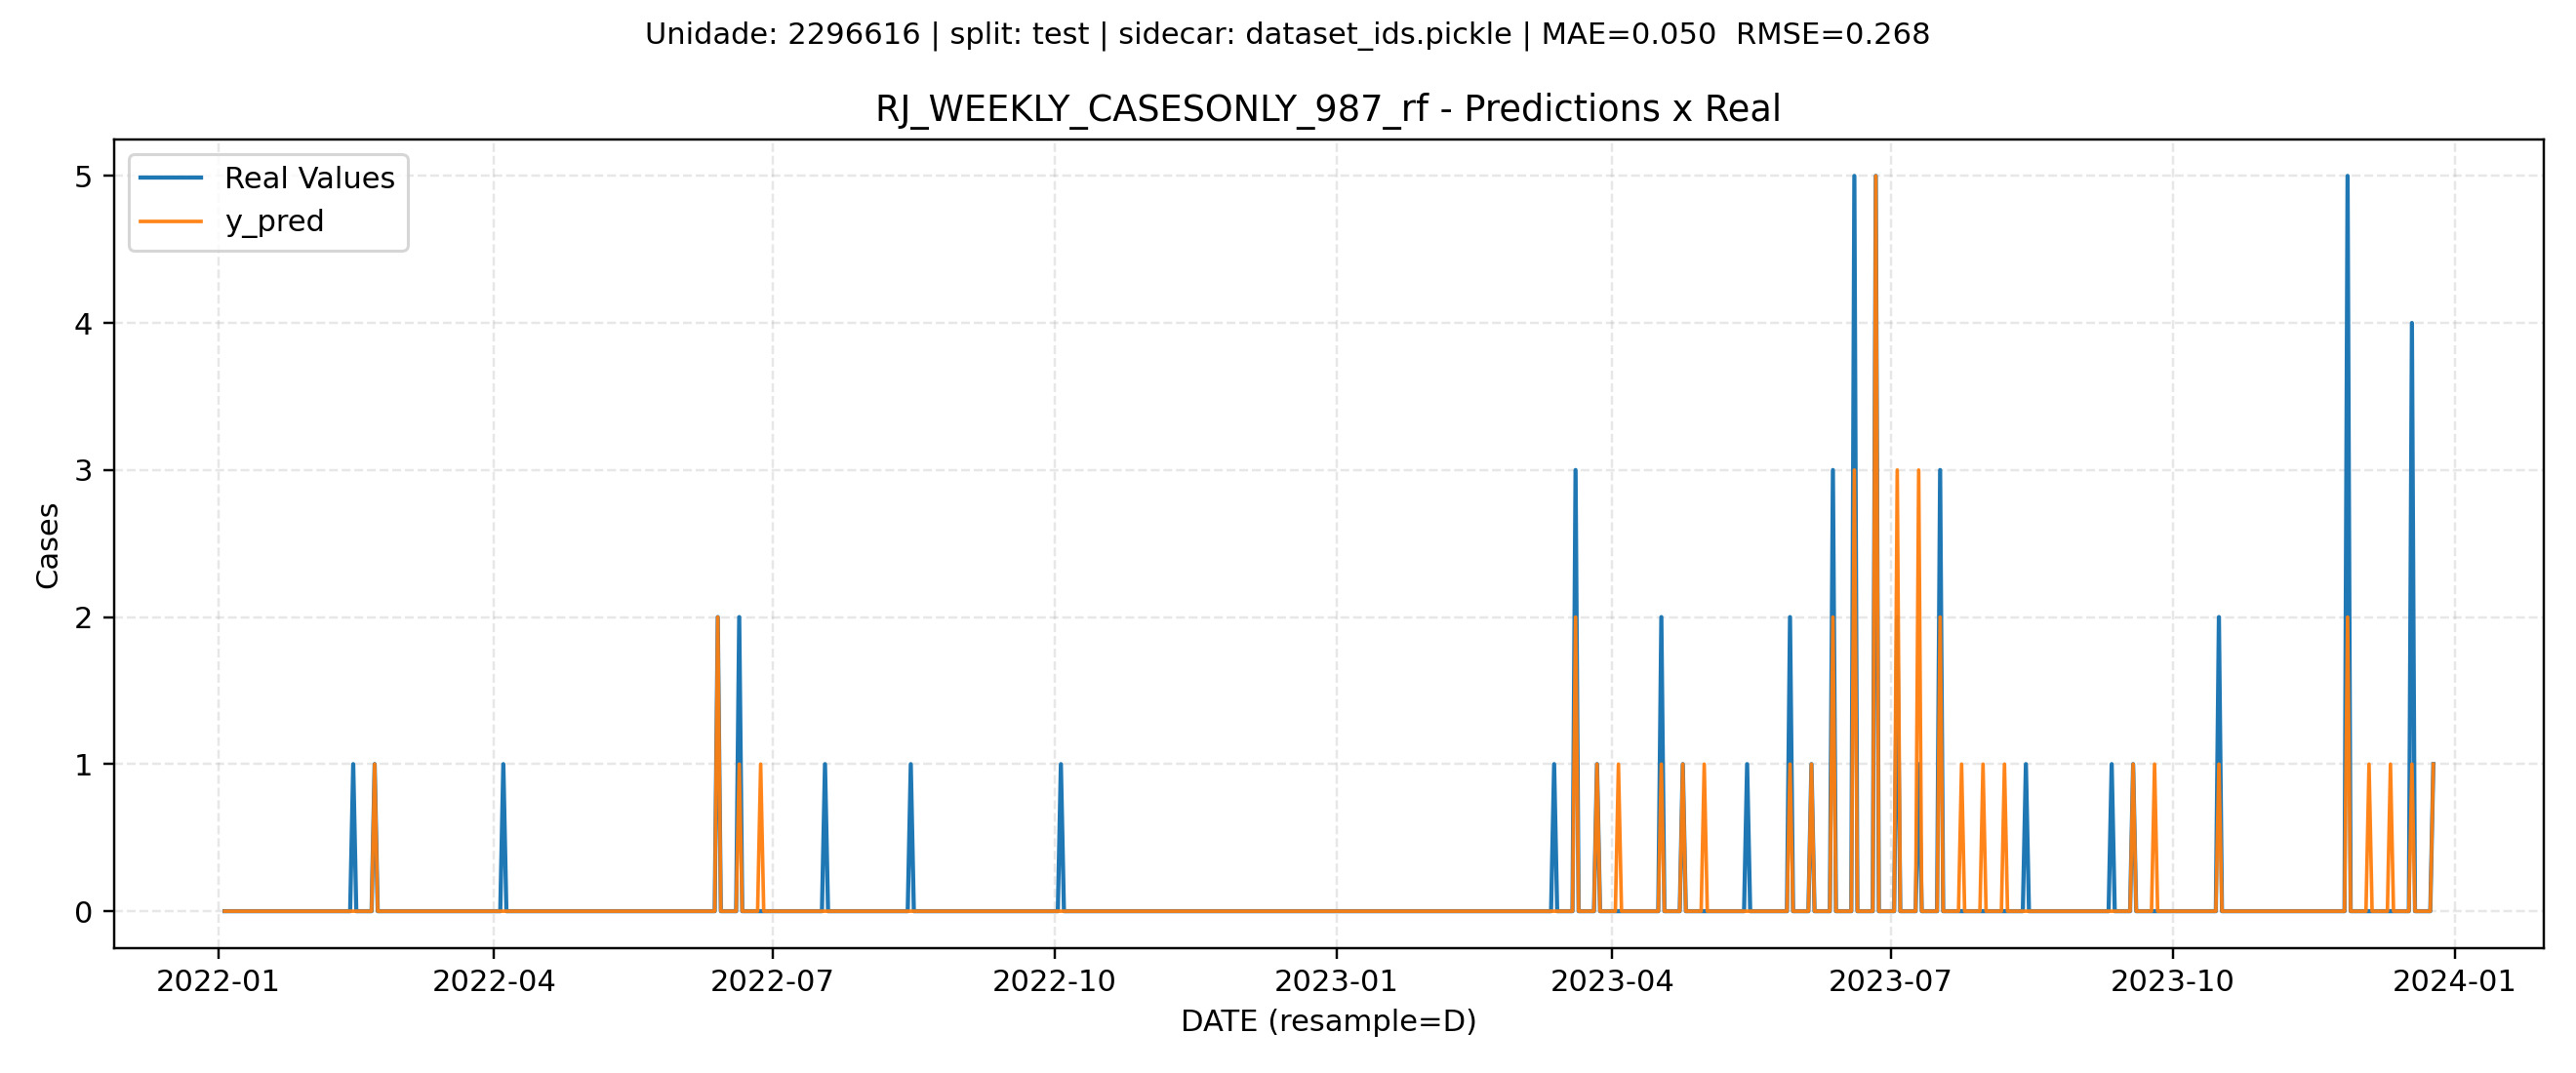 Unidade: 2296616 | split: test | sidecar: dataset_ids.pickle | MAE=0.050  RMSE=0.268
RJ_WEEKLY_CASESONLY_987_rf - Predictions x Real
Real Values
y_pred
5
4
3
2
1
0
Cases
2022-01
2022-04
2022-07
2022-10
2023-01
2023-04
2023-07
2023-10
2024-01
DATE (resample=D)